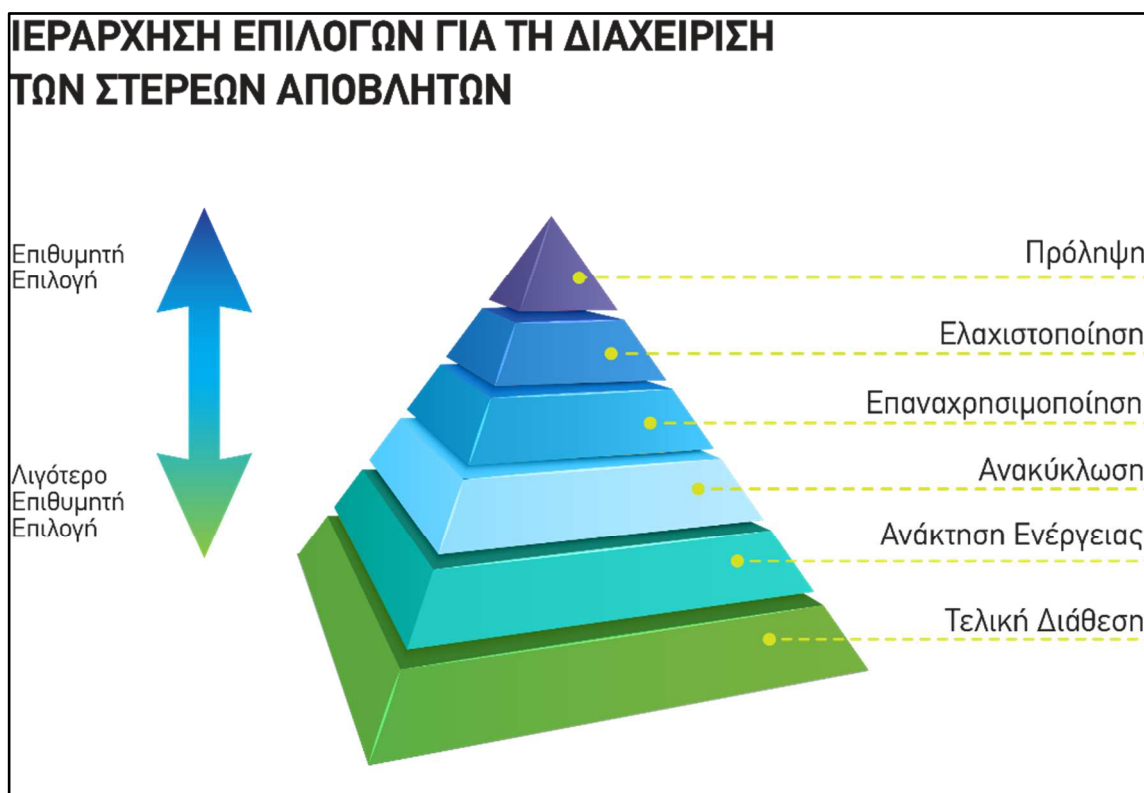 ΙΕΡΑΡΧΗΣΗ ΕΠΙΛΟΓΩΝ ΓΙΑ ΤΗ ΔΙΑΧΕΙΡΙΣΗ
ΤΩΝ ΣΤΕΡΕΩΝ ΑΠΟΒΛΗΤΩΝ
Επιθυμητή
Επιλογή
Λιγότερο
Επιθυμητή
Επιλογή
Πρόληψη
Ελαχιστοποίηση
Επαναχρησιμοποίηση
Ανακύκλωση
Ανάκτηση Ενέργειας
Τελική Διάθεση